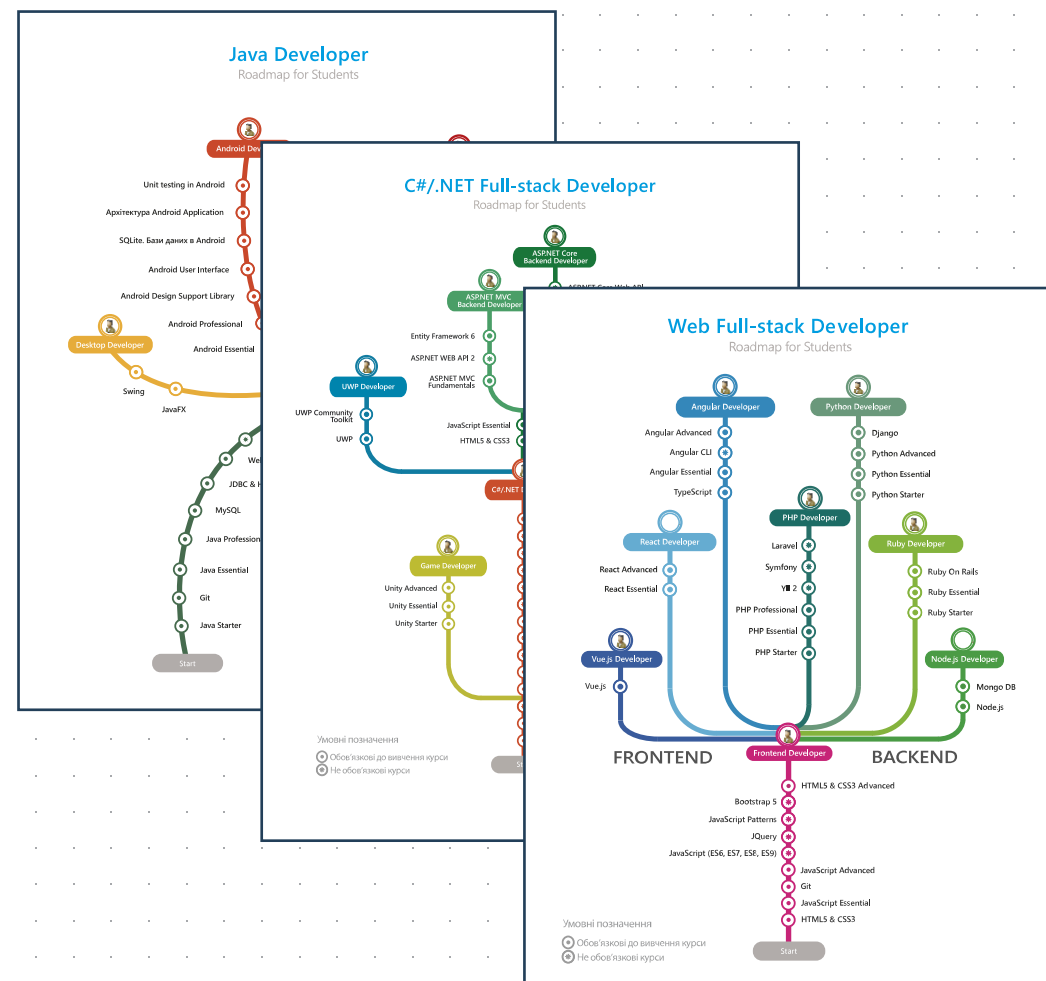 Java Developer
Roadmap for Students
Unit testing in Android
Архітектура Android Application
SQLite. Бази даних в Android
Android User Interface
Android Design Support Library
Android Professional
Android Essential
Desktop Developer
Swing
JavaFX
MySQL
Java Essential
Git
Java Starter
Start
C#/.NET Full-stack Developer
Roadmap for Students
ASP.NET Core
Backend Developer
ASP.NET MVC
Backend Developer
Entity Framework 6
ASP.NET WEB API 2
ASP.NET MVC
Fundamentals
UWP Developer
UWP Community
Toolkit
UWP
JavaScript Essential
HTML5 & CSS3
C#/.NET
Game Developer
Unity Advanced
Unity Essential
Unity Starter
Умовні позначення
Обов'язкові до вивчення курси
Не обов'язкові курси
Web Full-stack Developer
Roadmap for Students
Angular Developer
Angular Advanced
Angular CLI
Angular Essential
TypeScript
Python Developer
Django
Python Advanced
Python Essential
Python Starter
React Developer
React Advanced
React Essential
PHP Developer
Laravel
Symfony
PHP Professional
PHP Essential
PHP Starter
Ruby Developer
Ruby On Rails
Ruby Essential
Ruby Starter
Vue.js Developer
Vue.js
Node.js Developer
Mongo DB
Node.js
FRONTEND
BACKEND
Frontend Developer
HTML5 & CSS3 Advanced
Bootstrap 5
JavaScript Patterns
JQuery
JavaScript (ES6, ES7, ES8, ES9)
JavaScript Advanced
Git
JavaScript Essential
HTML5 & CSS3
Start
Умовні позначення
Обов'язкові до вивчення курси
Не обов'язкові курси